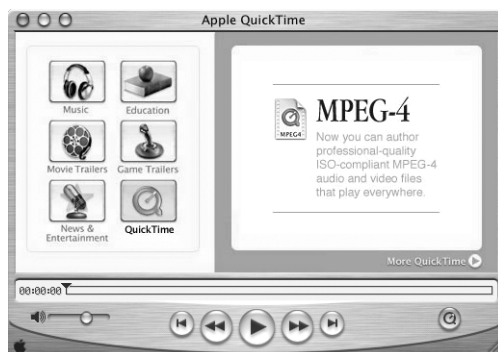 Apple QuickTime
Music
Education
Movie Trailers
Game Trailers
News &
Entertainment
QuickTime
MPEG4
MPEG-4
Now you can author
professional-quality
ISO-compliant MPEG-4
audio and video files
that play everywhere.
More QuickTime
00:00:00